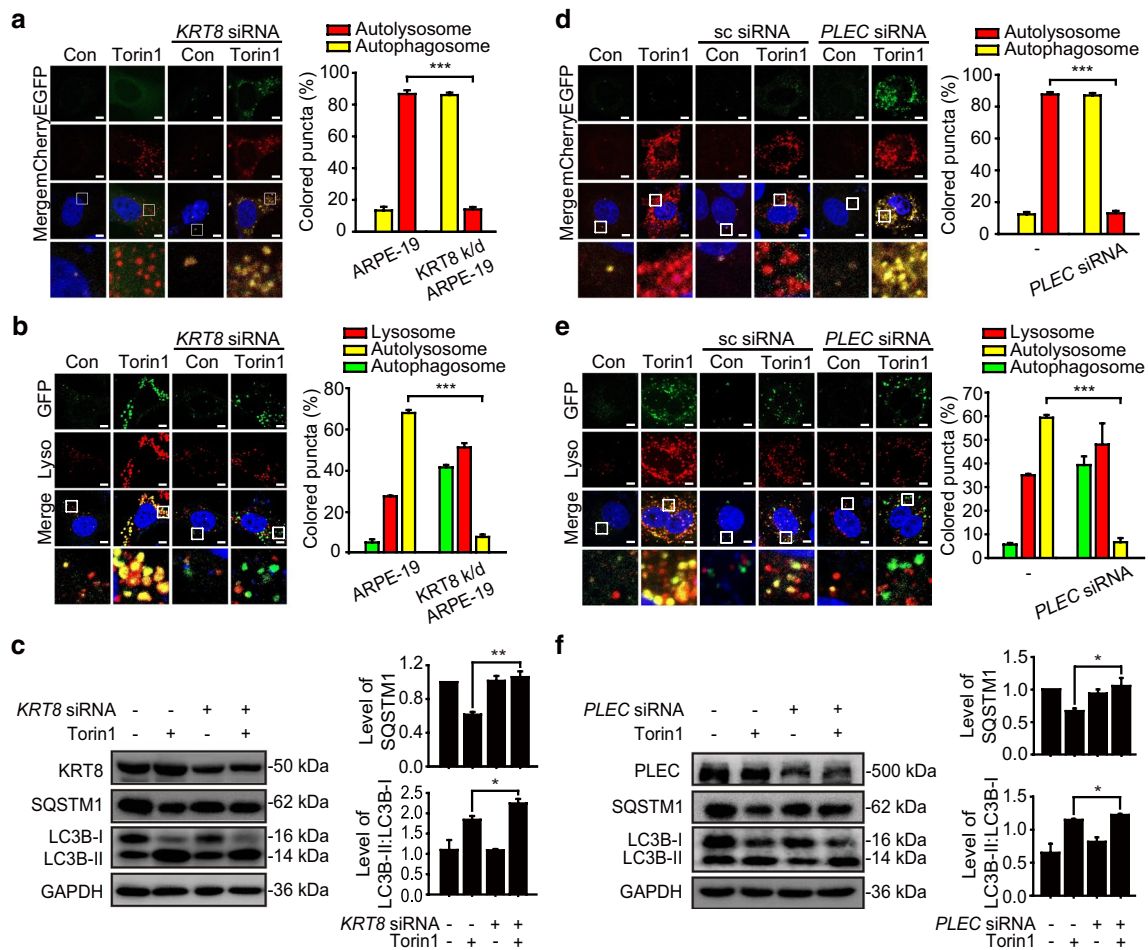 a
KRT8 siRNA
Con Torin1 Con Torin1
EGFP
mCherry
Merge
Autolysosome
Autophagosome
***
Colored puncta (%)
100
80
60
40
20
0
ARPE-19
KRT8 k/d
ARPE-19
b
KRT8 siRNA
Con Torin1 Con Torin1
GFP
Lyso
Merge
Lysosome
Autolysosome
Autophagosome
***
Colored puncta (%)
80
60
40
20
0
ARPE-19
KRT8 k/d
ARPE-19
c
KRT8 siRNA - - + +
Torin1 - + - +
KRT8 -50 kDa
SQSTM1 -62 kDa
LC3B-I -16 kDa
LC3B-II -14 kDa
GAPDH -36 kDa
**
Level of
SQSTM1
1.2
0.8
0.4
0.0
*
Level of
LC3B-II:LC3B-I
2.5
2.0
1.5
1.0
0.5
0.0
KRT8 siRNA - - + +
Torin1 - + - +
d
sc siRNA PLEC siRNA
Con Torin1 Con Torin1 Con Torin1
EGFP
mCherry
Merge
Autolysosome
Autophagosome
***
Colored puncta (%)
100
80
60
40
20
0
-
PLEC siRNA
e
sc siRNA PLEC siRNA
Con Torin1 Con Torin1 Con Torin1
GFP
Lyso
Merge
Lysosome
Autolysosome
Autophagosome
***
Colored puncta (%)
70
60
50
40
30
20
10
0
-
PLEC siRNA
f
PLEC siRNA - - + +
Torin1 - + - +
PLEC -500 kDa
SQSTM1 -62 kDa
LC3B-I -16 kDa
LC3B-II -14 kDa
GAPDH -36 kDa
*
Level of
SQSTM1
1.5
1.0
0.5
0.0
*
Level of
LC3B-II:LC3B-I
1.5
1.0
0.5
0.0
PLEC siRNA - - + +
Torin1 - + - +